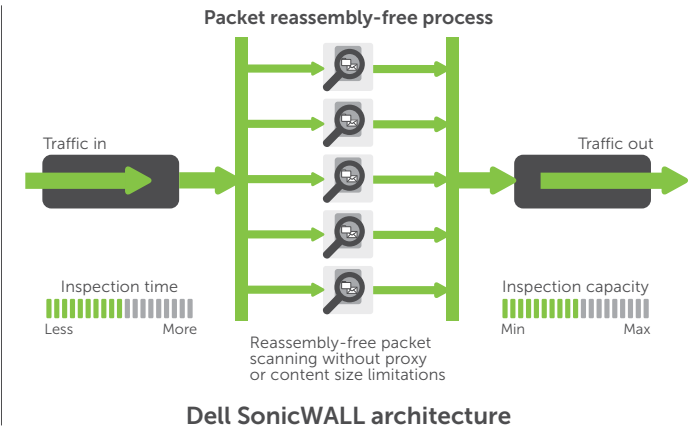 Packet reassembly-free process
Traffic in
Traffic out
Inspection time
Less More
Inspection capacity
Min Max
Reassembly-free packet
scanning without proxy
or content size limitations
Dell SonicWALL architecture